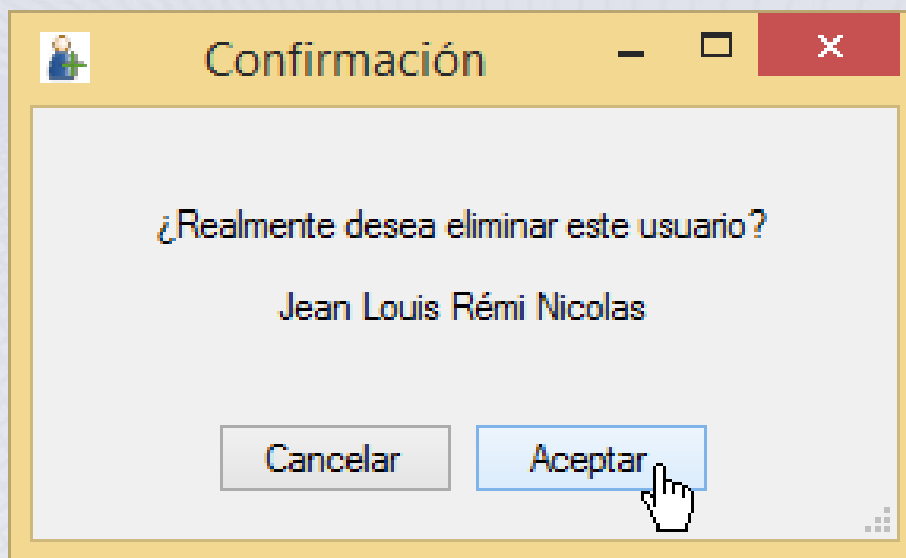 Confirmación
¿Realmente desea eliminar este usuario?
Jean Louis Rémi Nicolas
Cancelar
Aceptar